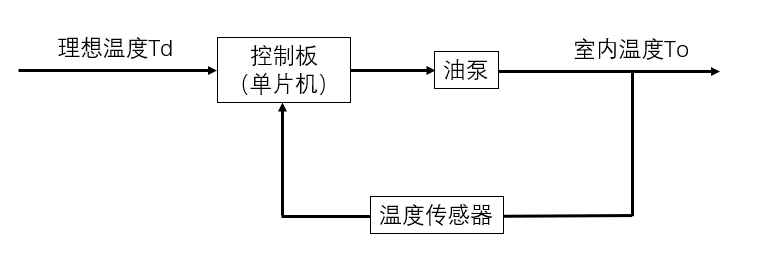 理想温度Td
控制板
（单片机）
油泵
室内温度To
温度传感器